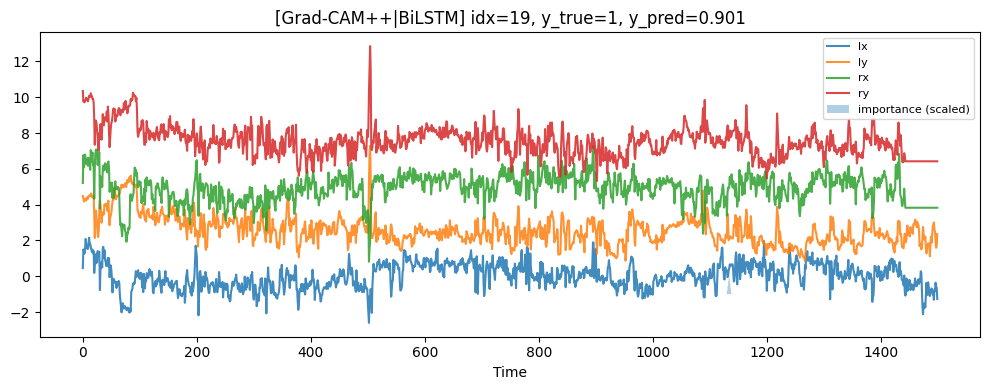 [Grad-CAM++|BiLSTM] idx=19, y_true=1, y_pred=0.901
lx
ly
rx
ry
importance (scaled)
12
10
8
6
4
2
0
−2
0 200 400 600 800 1000 1200 1400
Time